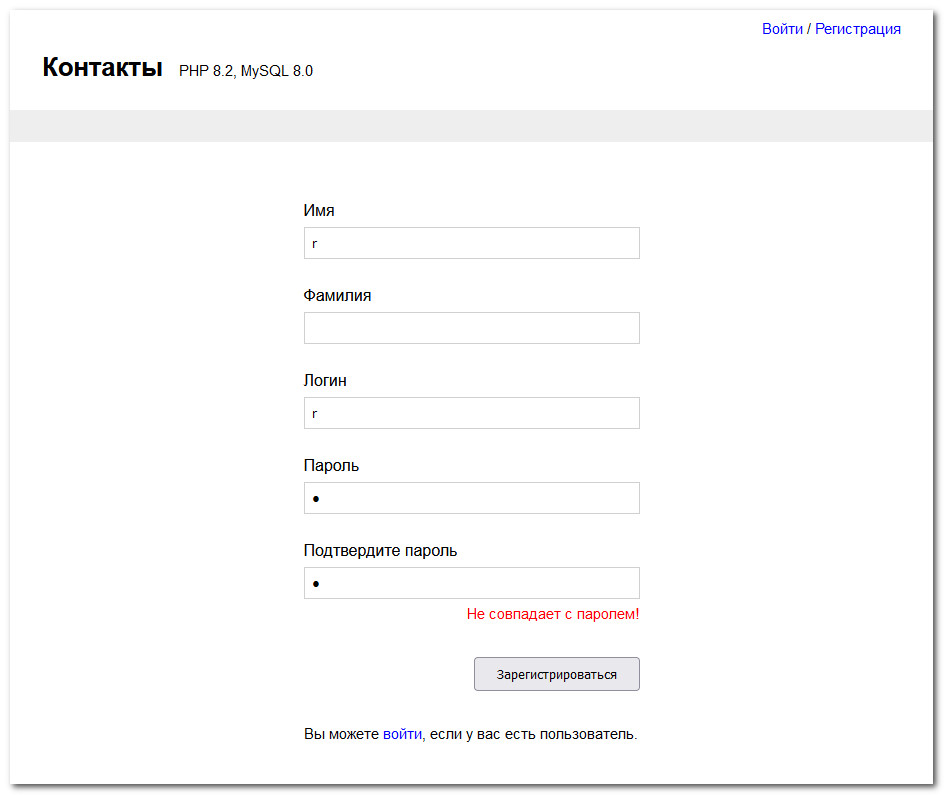 Войти / Регистрация
Контакты PHP 8.2, MySQL 8.0
Имя
r
Фамилия
Логин
r
Пароль
●
Подтвердите пароль
●
Не совпадает с паролем!
Зарегистрироваться
Вы можете войти, если у вас есть пользователь.